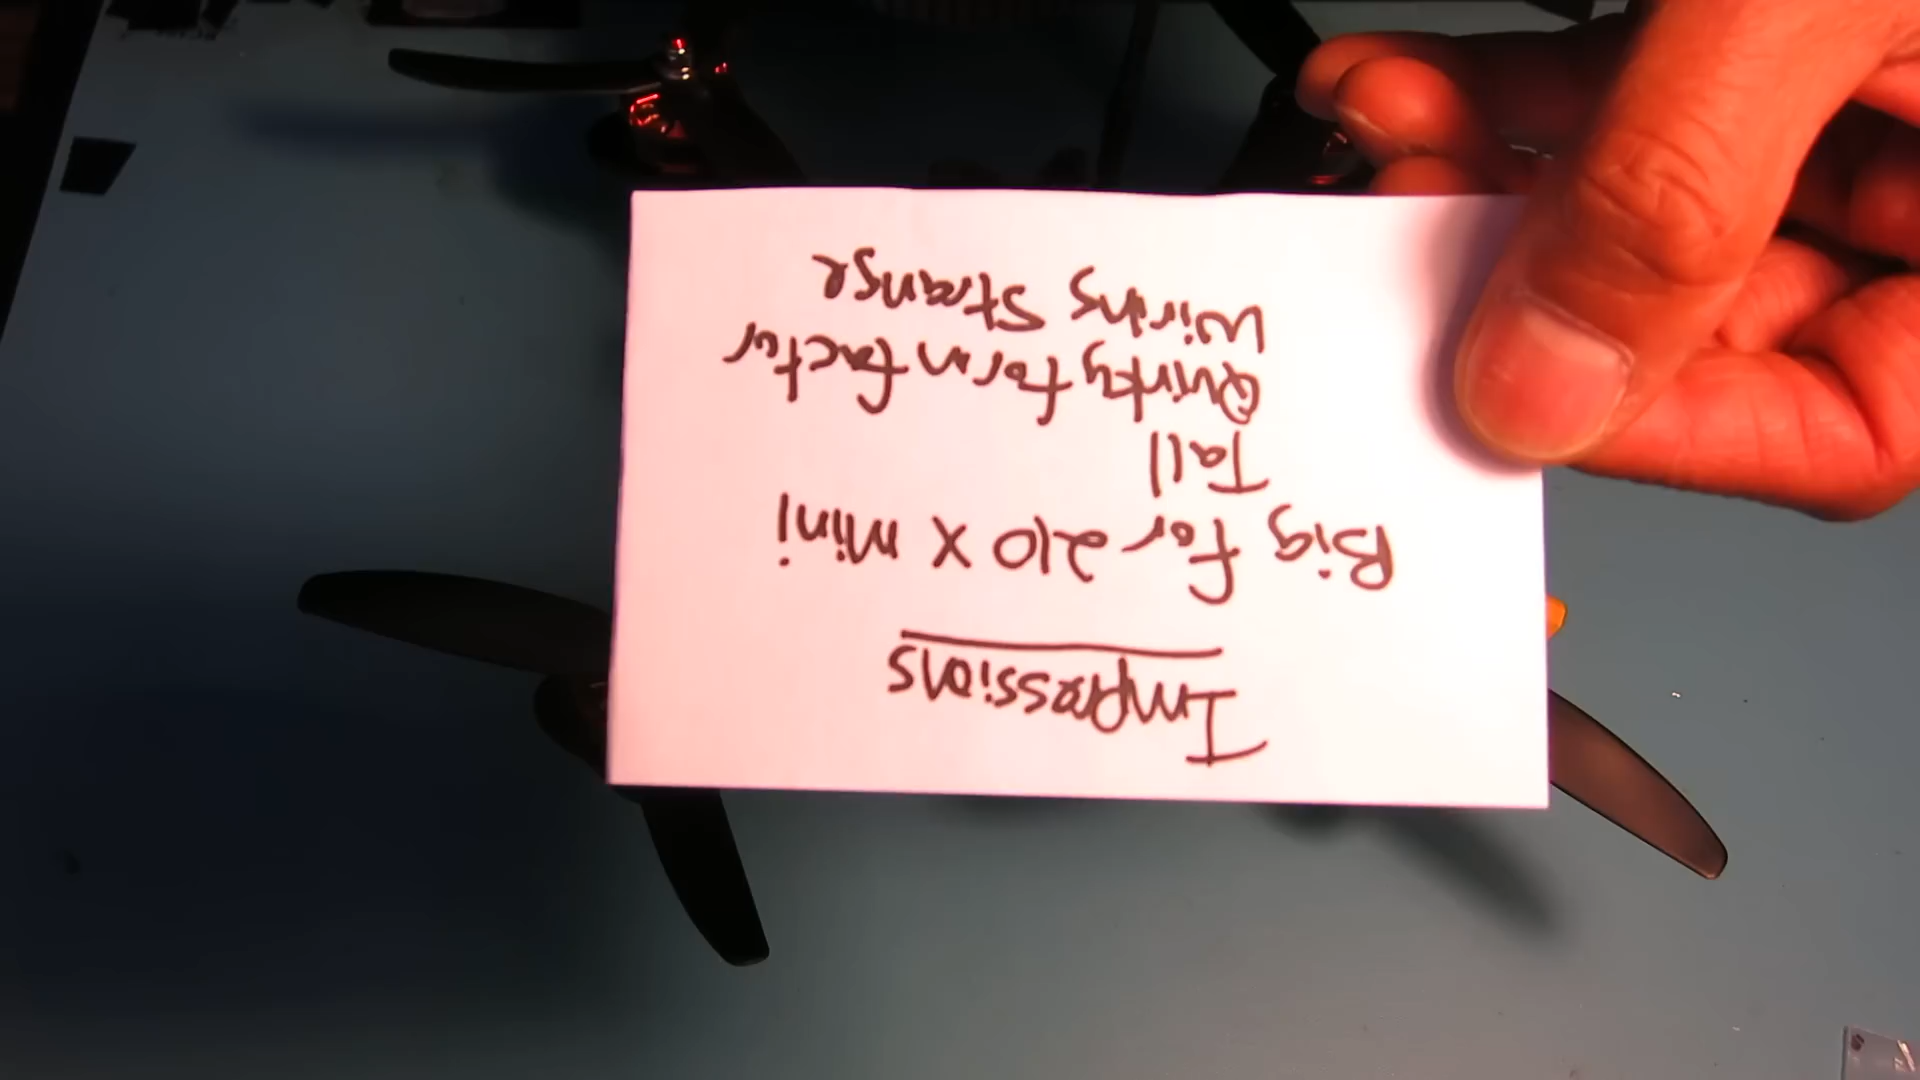 Impressions
Big for 210 x mini
Tall
Quirky form factor
Wiring Strange